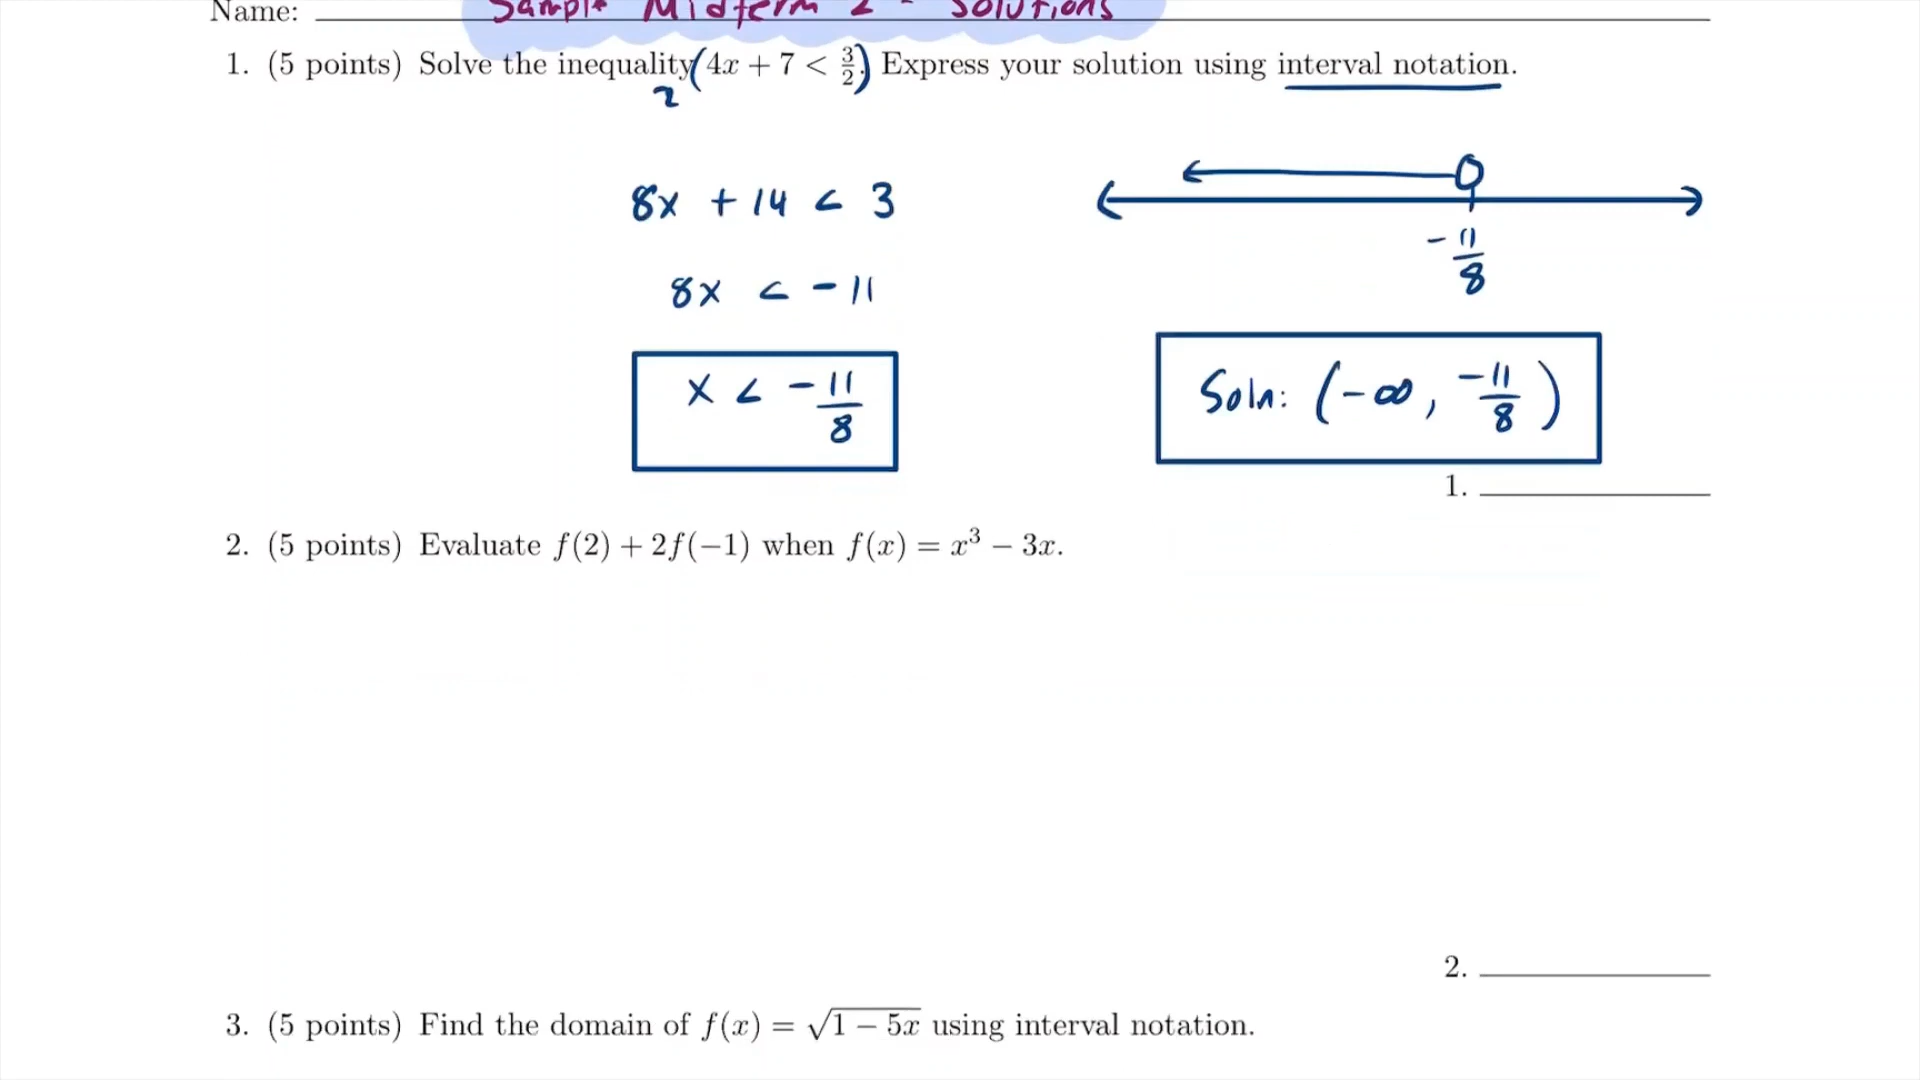 Name: Sample Midterm 2 - Solutions
1. (5 points) Solve the inequality (4x + 7 < 3/2.) Express your solution using interval notation.
2
8x + 14 < 3
8x < -11
x < -11/8
-11/8
Soln: (-∞, -11/8)
1.
2. (5 points) Evaluate f(2) + 2f(−1) when f(x) = x³ − 3x.
2.
3. (5 points) Find the domain of f(x) = √(1 − 5x) using interval notation.